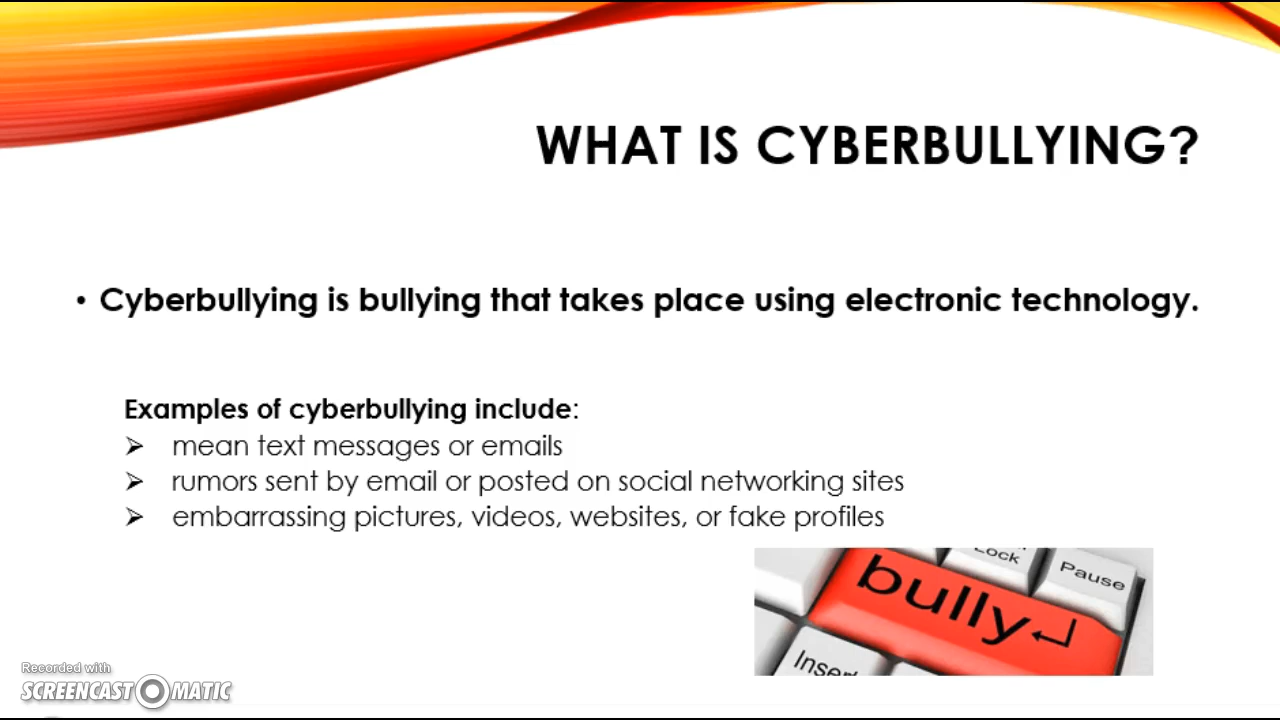 WHAT IS CYBERBULLYING?
• Cyberbullying is bullying that takes place using electronic technology.
Examples of cyberbullying include:
➢ mean text messages or emails
➢ rumors sent by email or posted on social networking sites
➢ embarrassing pictures, videos, websites, or fake profiles
Lock
Pause
bully
Insert
Recorded with
SCREENCAST MATIC